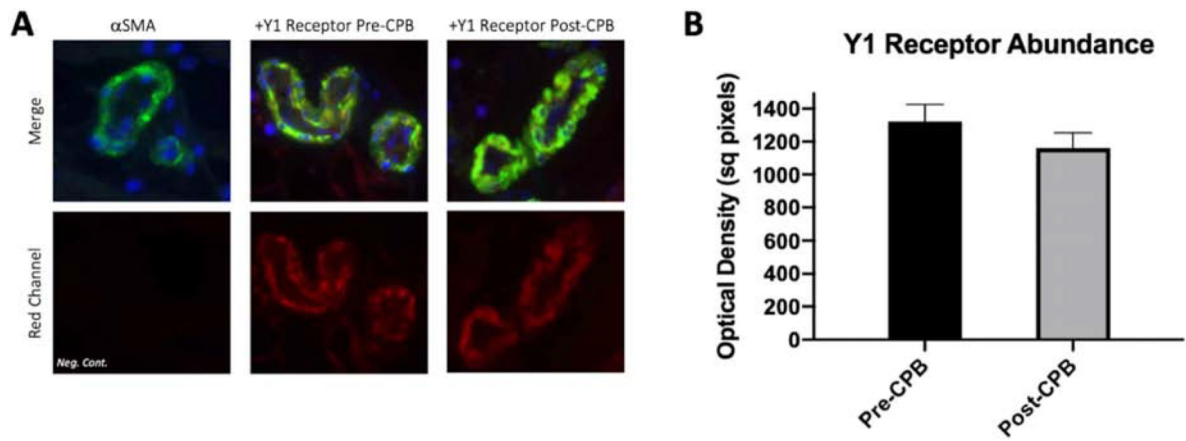 A
αSMA
+Y1 Receptor Pre-CPB
+Y1 Receptor Post-CPB
Merge
Red Channel
Neg. Cont.
B
Y1 Receptor Abundance
Optical Density (sq pixels)
1400
1200
1000
800
600
400
200
0
Pre-CPB
Post-CPB